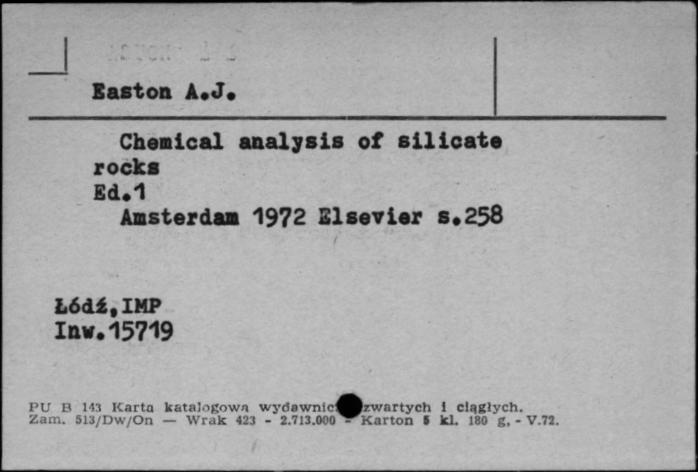 Easton A.J.
Chemical analysis of silicate
rocks
Ed.1
Amsterdam 1972 Elsevier s.258
Łódź,IMP
Inw.15719
PU B 143 Karta katalogowa wydawnic zwartych i ciągłych.
Zam. 513/Dw/On — Wrak 423 - 2.713.000 - Karton 5 kl. 180 g, - V.72.